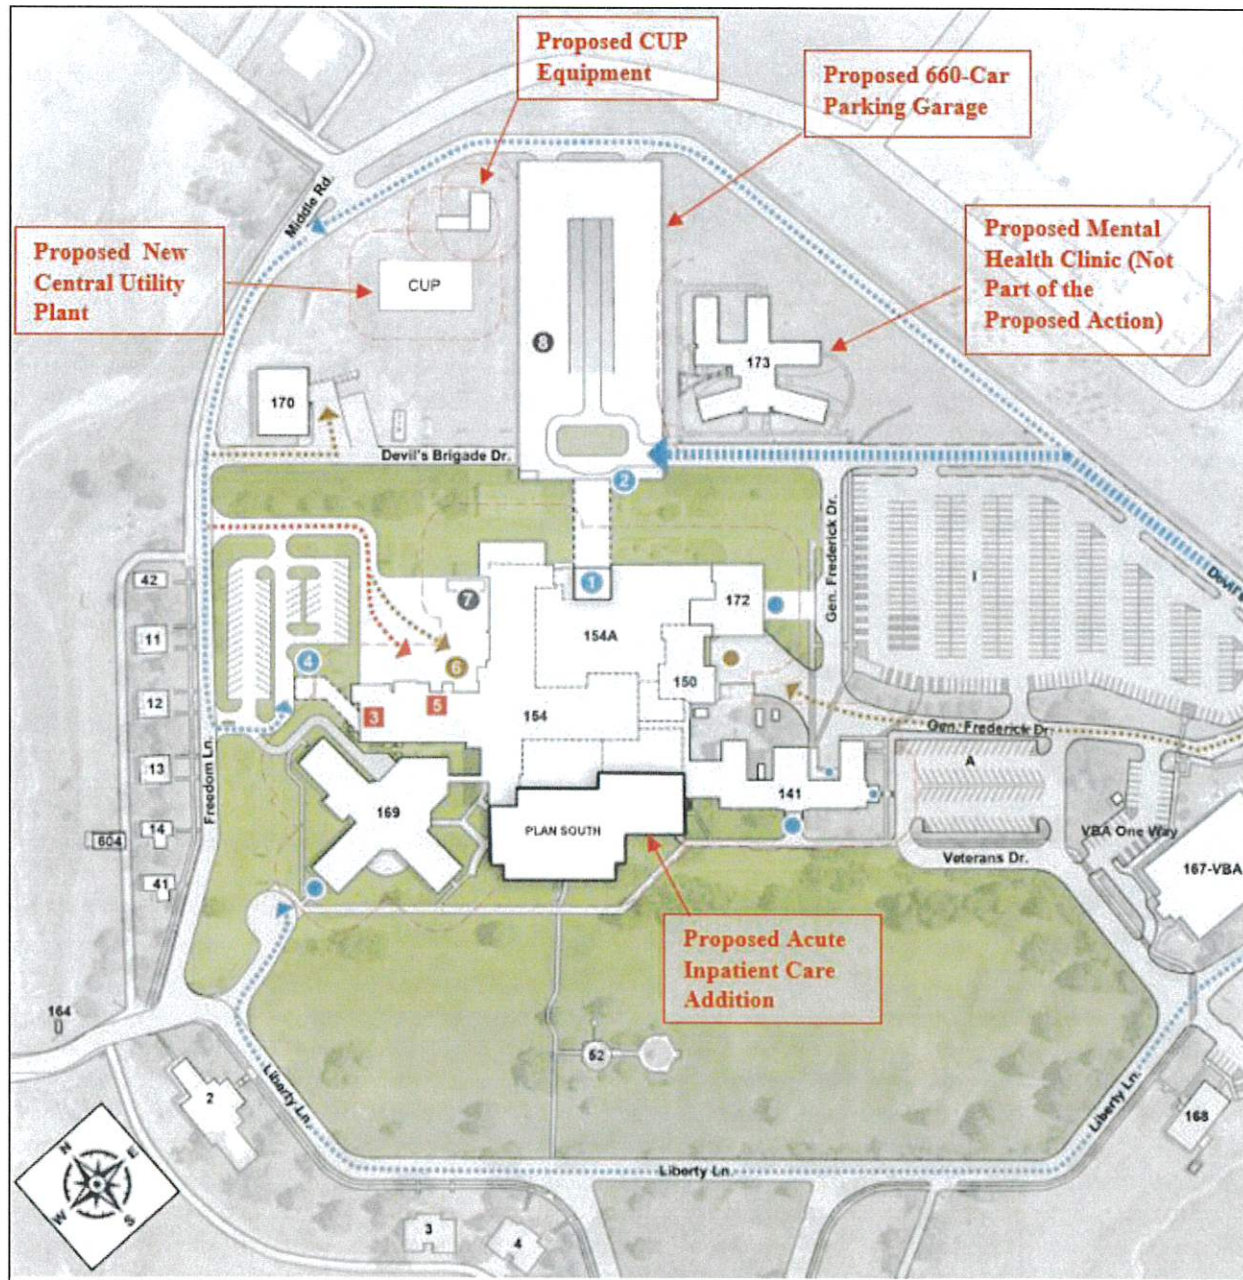 Proposed CUP
Equipment
Proposed 660-Car
Parking Garage
Middle Rd.
Proposed Mental
Health Clinic (Not
Part of the
Proposed Action)
Proposed New
Central Utility
Plant
CUP
8
173
170
Devil's Brigade Dr.
2
Gen. Frederick Dr.
I
42
1
172
7
11
154A
4
6
150
12
3
5
154
Gen. Frederick Dr.
Freedom Ln.
13
A
141
169
PLAN SOUTH
14
604
VBA One Way
Veterans Dr.
167-VBA
41
Proposed Acute
Inpatient Care
Addition
164
52
2
Liberty Ln.
Liberty Ln.
168
N
E
W
S
Liberty Ln.
3
4